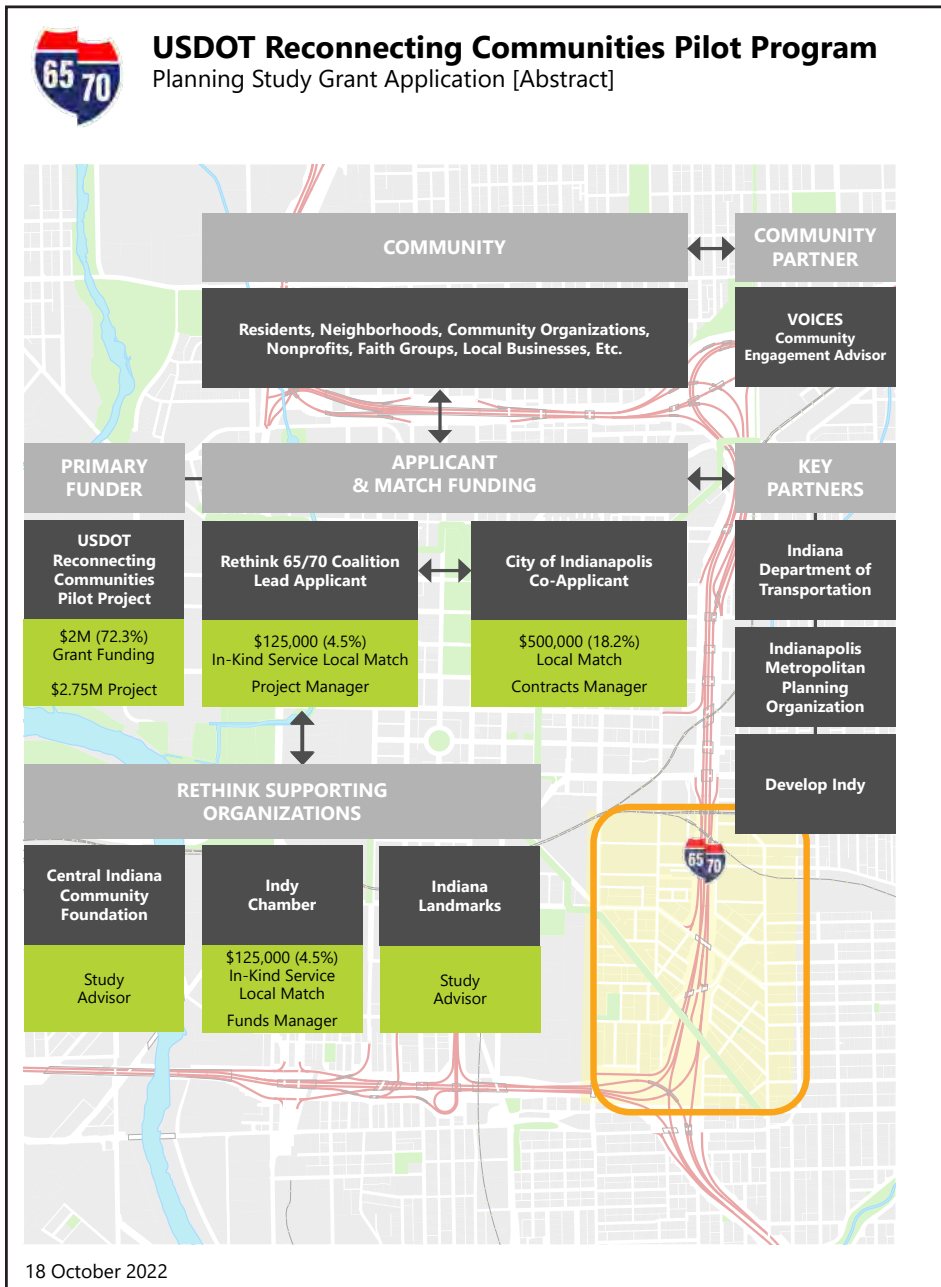 65 70
USDOT Reconnecting Communities Pilot Program
Planning Study Grant Application [Abstract]
COMMUNITY
COMMUNITY
PARTNER
Residents, Neighborhoods, Community Organizations,
Nonprofits, Faith Groups, Local Businesses, Etc.
VOICES
Community
Engagement Advisor
PRIMARY
FUNDER
APPLICANT
& MATCH FUNDING
KEY
PARTNERS
USDOT
Reconnecting
Communities
Pilot Project
$2M (72.3%)
Grant Funding
$2.75M Project
Rethink 65/70 Coalition
Lead Applicant
$125,000 (4.5%)
In-Kind Service Local Match
Project Manager
City of Indianapolis
Co-Applicant
$500,000 (18.2%)
Local Match
Contracts Manager
Indiana
Department of
Transportation
Indianapolis
Metropolitan
Planning
Organization
Develop Indy
RETHINK SUPPORTING
ORGANIZATIONS
Central Indiana
Community
Foundation
Study
Advisor
Indy
Chamber
$125,000 (4.5%)
In-Kind Service
Local Match
Funds Manager
Indiana
Landmarks
Study
Advisor
65 70
18 October 2022